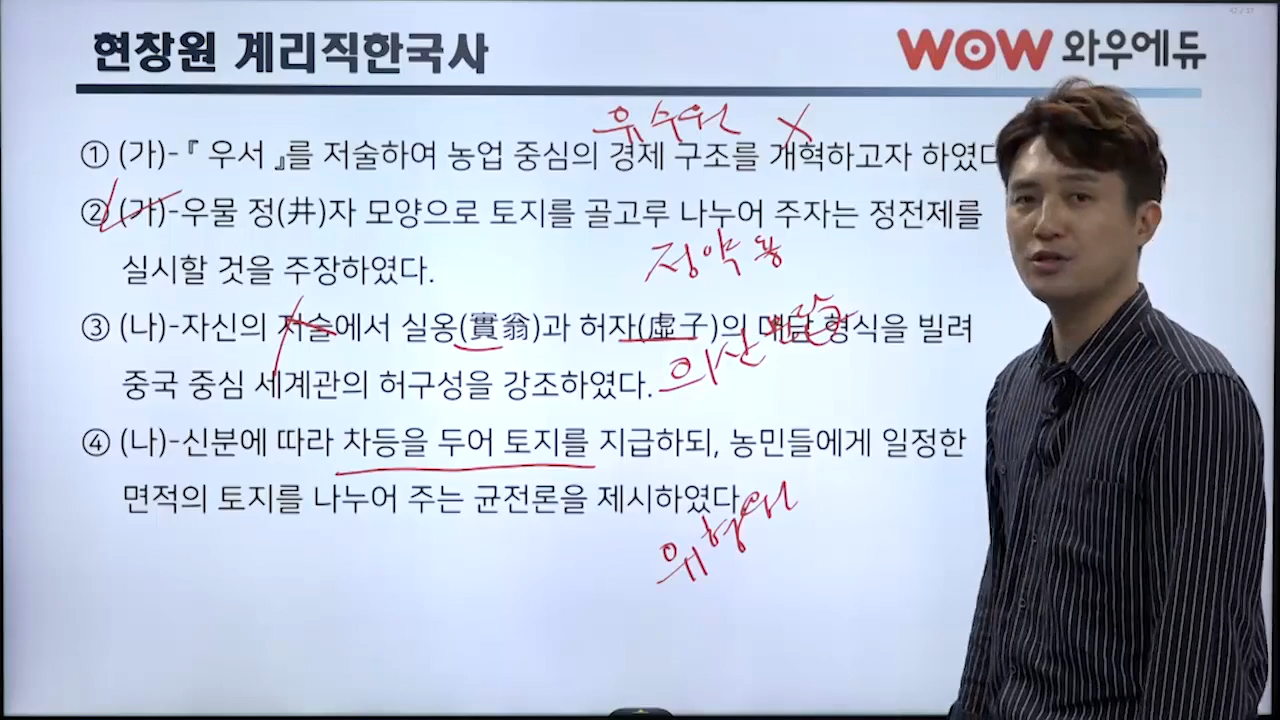 현창원 계리직한국사
WOW 와우에듀
유수원
① (가)-『 우서 』를 저술하여 농업 중심의 경제 구조를 개혁하고자 하였다
② (가)-우물 정(井)자 모양으로 토지를 골고루 나누어 주자는 정전제를
정약용
실시할 것을 주장하였다.
③ (나)-자신의 저술에서 실옹(實翁)과 허자(虛子)의 대담 형식을 빌려
의산문답
중국 중심 세계관의 허구성을 강조하였다.
④ (나)-신분에 따라 차등을 두어 토지를 지급하되, 농민들에게 일정한
면적의 토지를 나누어 주는 균전론을 제시하였다
유형원